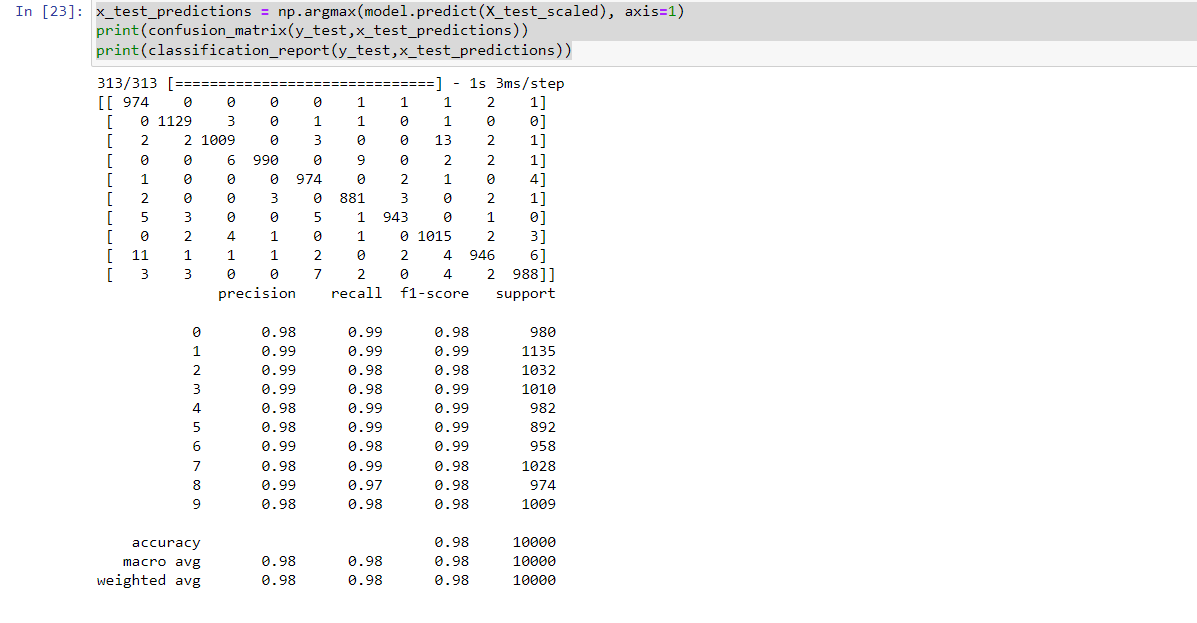 In [23]: x_test_predictions = np.argmax(model.predict(X_test_scaled), axis=1)
print(confusion_matrix(y_test,x_test_predictions))
print(classification_report(y_test,x_test_predictions))
313/313 [==============================] - 1s 3ms/step
[[ 974    0    0    0    0    1    1    1    2    1]
 [   0 1129    3    0    1    1    0    1    0    0]
 [   2    2 1009    0    3    0    0   13    2    1]
 [   0    0    6  990    0    9    0    2    2    1]
 [   1    0    0    0  974    0    2    1    0    4]
 [   2    0    0    3    0  881    3    0    2    1]
 [   5    3    0    0    5    1  943    0    1    0]
 [   0    2    4    1    0    1    0 1015    2    3]
 [  11    1    1    1    2    0    2    4  946    6]
 [   3    3    0    0    7    2    0    4    2  988]]
              precision    recall  f1-score   support
           0       0.98      0.99      0.98       980
           1       0.99      0.99      0.99      1135
           2       0.99      0.98      0.98      1032
           3       0.99      0.98      0.99      1010
           4       0.98      0.99      0.99       982
           5       0.98      0.99      0.99       892
           6       0.99      0.98      0.99       958
           7       0.98      0.99      0.98      1028
           8       0.99      0.97      0.98       974
           9       0.98      0.98      0.98      1009
    accuracy                           0.98     10000
   macro avg       0.98      0.98      0.98     10000
weighted avg       0.98      0.98      0.98     10000